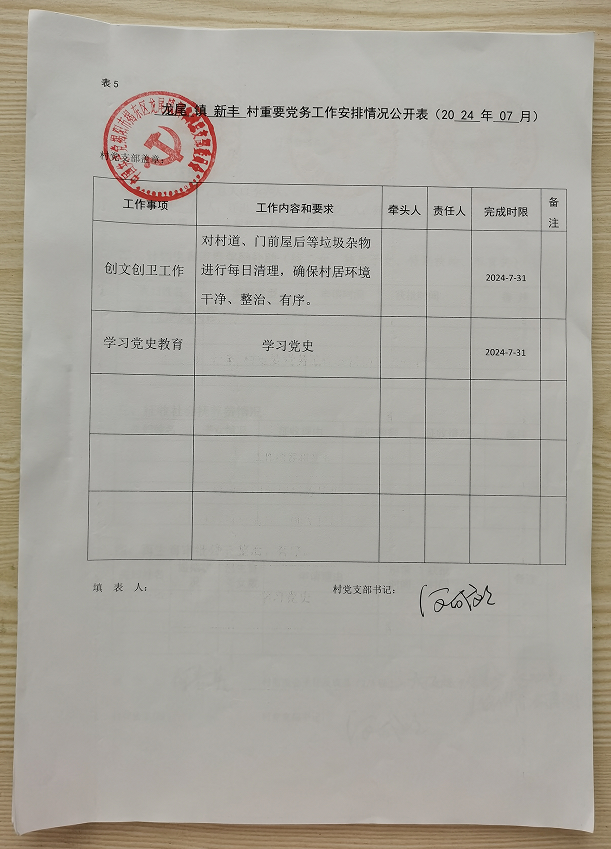 表 5
龙尾 镇 新丰 村重要党务工作安排情况公开表（20 24 年 07 月）
村党支部盖章：
工作事项 工作内容和要求 牵头人 责任人 完成时限 备注
创文创卫工作 对村道、门前屋后等垃圾杂物 2024-7-31
进行每日清理，确保村居环境
干净、整治、有序。
学习党史教育 学习党史 2024-7-31
填 表 人： 村党支部书记：